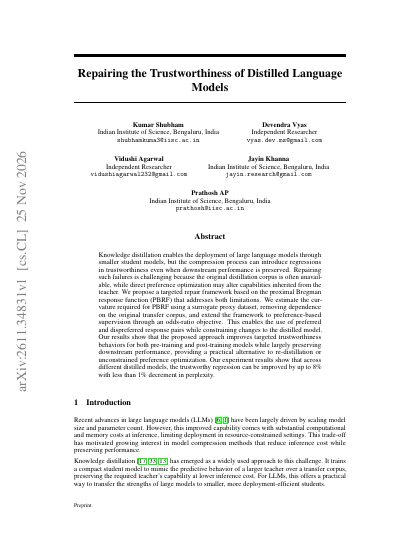 Repairing the Trustworthiness of Distilled Language
Models
Kumar Shubham
Indian Institute of Science, Bengaluru, India
shubhamkuma3@iisc.ac.in
Devendra Vyas
Independent Researcher
vyas.dev.ns@gmail.com
Vidushi Agarwal
Independent Researcher
vidushiagarwal232@gmail.com
Jayin Khanna
Indian Institute of Science, Bengaluru, India
jayin.research@gmail.com
Prathosh AP
Indian Institute of Science, Bengaluru, India
prathosh@iisc.ac.in
arXiv:2611.34831v1 [cs.CL] 25 Nov 2026
Abstract
Knowledge distillation enables the deployment of large language models through
smaller student models, but the compression process can introduce regressions
in trustworthiness even when downstream performance is preserved. Repairing
such failures is challenging because the original distillation corpus is often unavail-
able, while direct preference optimization may alter capabilities inherited from the
teacher. We propose a targeted repair framework based on the proximal Bregman
response function (PBRF) that addresses both limitations. We estimate the cur-
vature required for PBRF using a surrogate proxy dataset, removing dependence
on the original transfer corpus, and extend the framework to preference-based
supervision through an odds-ratio objective. This enables the use of preferred
and dispreferred response pairs while constraining changes to the distilled model.
Our results show that the proposed approach improves targeted trustworthiness
behaviors for both pre-training and post-training models while largely preserving
downstream performance, providing a practical alternative to re-distillation or
unconstrained preference optimization. Our experiment results show that across
different distilled models, the trustworthy regression can be improved by up to 8%
with less than 1% decrement in perplexity.
1 Introduction
Recent advances in large language models (LLMs) have been largely driven by scaling model
size and parameter count. However, this improved capability comes with substantial computational
and memory costs at inference, limiting deployment in resource-constrained settings. This trade-off
has motivated growing interest in model compression methods that reduce inference cost while
preserving performance.
Knowledge distillation has emerged as a widely used approach to this challenge. It trains
a compact student model to mimic the predictive behavior of a larger teacher over a transfer corpus,
preserving the required teacher's capability at lower inference cost. For LLMs, this offers a practical
way to transfer the strengths of large models to smaller, more deployment-efficient students.
Preprint.